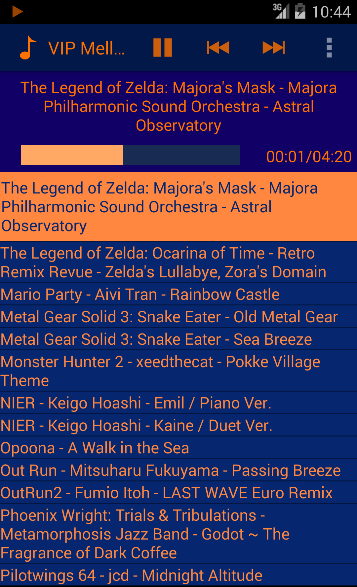 3G 10:44
VIP Mell...
The Legend of Zelda: Majora's Mask - Majora
Philharmonic Sound Orchestra - Astral
Observatory
00:01/04:20
The Legend of Zelda: Majora's Mask - Majora
Philharmonic Sound Orchestra - Astral
Observatory
The Legend of Zelda: Ocarina of Time - Retro
Remix Revue - Zelda's Lullabye, Zora's Domain
Mario Party - Aivi Tran - Rainbow Castle
Metal Gear Solid 3: Snake Eater - Old Metal Gear
Metal Gear Solid 3: Snake Eater - Sea Breeze
Monster Hunter 2 - xeedthecat - Pokke Village
Theme
NIER - Keigo Hoashi - Emil / Piano Ver.
NIER - Keigo Hoashi - Kaine / Duet Ver.
Opoona - A Walk in the Sea
Out Run - Mitsuharu Fukuyama - Passing Breeze
OutRun2 - Fumio Itoh - LAST WAVE Euro Remix
Phoenix Wright: Trials & Tribulations -
Metamorphosis Jazz Band - Godot ~ The
Fragrance of Dark Coffee
Pilotwings 64 - jcd - Midnight Altitude